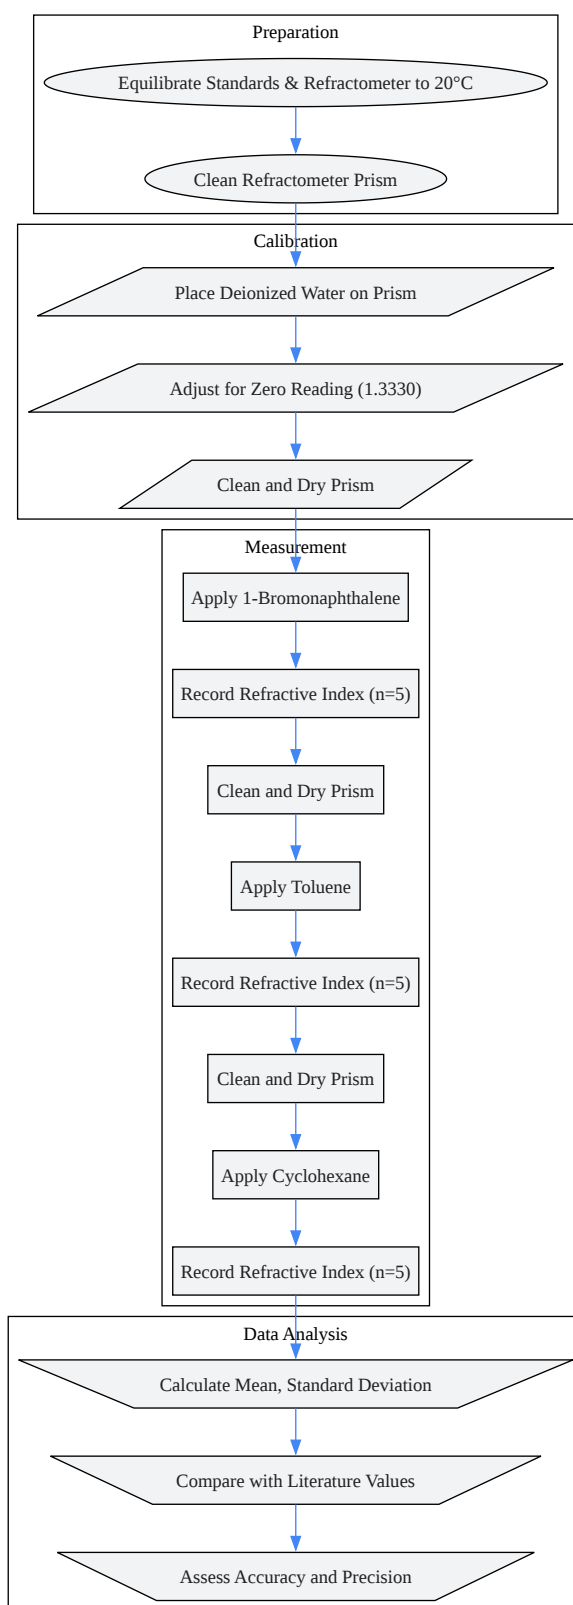 Preparation
Equilibrate Standards & Refractometer to 20°C
Clean Refractometer Prism
Calibration
Place Deionized Water on Prism
Adjust for Zero Reading (1.3330)
Clean and Dry Prism
Measurement
Apply 1-Bromonaphthalene
Record Refractive Index (n=5)
Clean and Dry Prism
Apply Toluene
Record Refractive Index (n=5)
Clean and Dry Prism
Apply Cyclohexane
Record Refractive Index (n=5)
Data Analysis
Calculate Mean, Standard Deviation
Compare with Literature Values
Assess Accuracy and Precision